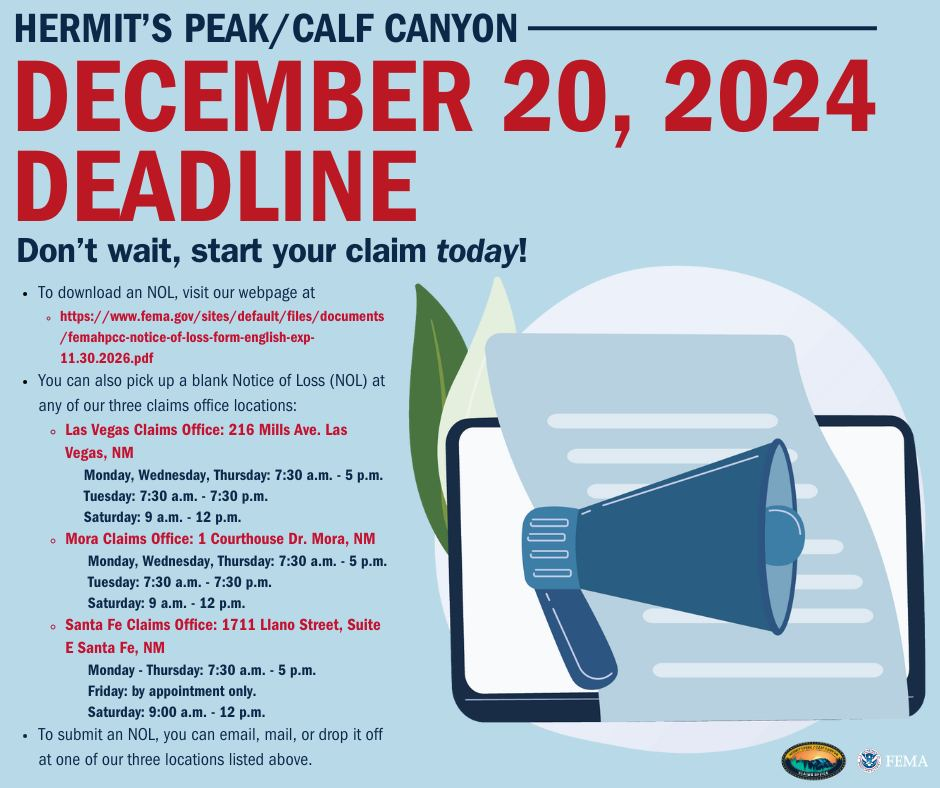 HERMIT'S PEAK/CALF CANYON
DECEMBER 20, 2024
DEADLINE
Don't wait, start your claim today!
• To download an NOL, visit our webpage at
◦ https://www.fema.gov/sites/default/files/documents
/femahpcc-notice-of-loss-form-english-exp-
11.30.2026.pdf
• You can also pick up a blank Notice of Loss (NOL) at
any of our three claims office locations:
◦ Las Vegas Claims Office: 216 Mills Ave. Las
Vegas, NM
Monday, Wednesday, Thursday: 7:30 a.m. - 5 p.m.
Tuesday: 7:30 a.m. - 7:30 p.m.
Saturday: 9 a.m. - 12 p.m.
◦ Mora Claims Office: 1 Courthouse Dr. Mora, NM
Monday, Wednesday, Thursday: 7:30 a.m. - 5 p.m.
Tuesday: 7:30 a.m. - 7:30 p.m.
Saturday: 9 a.m. - 12 p.m.
◦ Santa Fe Claims Office: 1711 Llano Street, Suite
E Santa Fe, NM
Monday - Thursday: 7:30 a.m. - 5 p.m.
Friday: by appointment only.
Saturday: 9:00 a.m. - 12 p.m.
• To submit an NOL, you can email, mail, or drop it off
at one of our three locations listed above.
HERMIT'S PEAK / CALF CANYON
CLAIMS OFFICE
FEMA